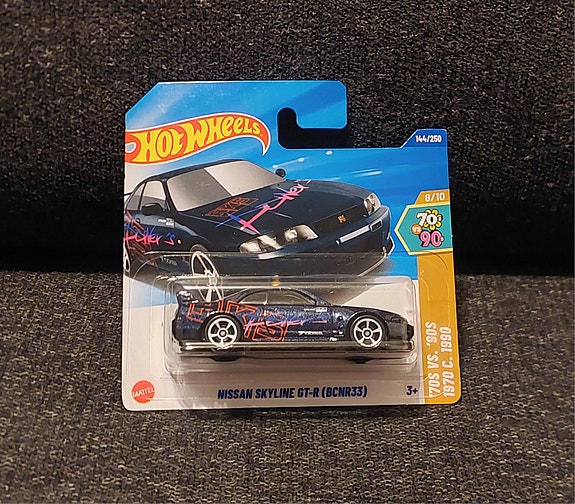 HOT WHEELS
144/250
8/10
70s
VS
90s
MATTEL
NISSAN SKYLINE GT-R (BCNR33)
3+
'70S VS. '90S
1970 C. 1990